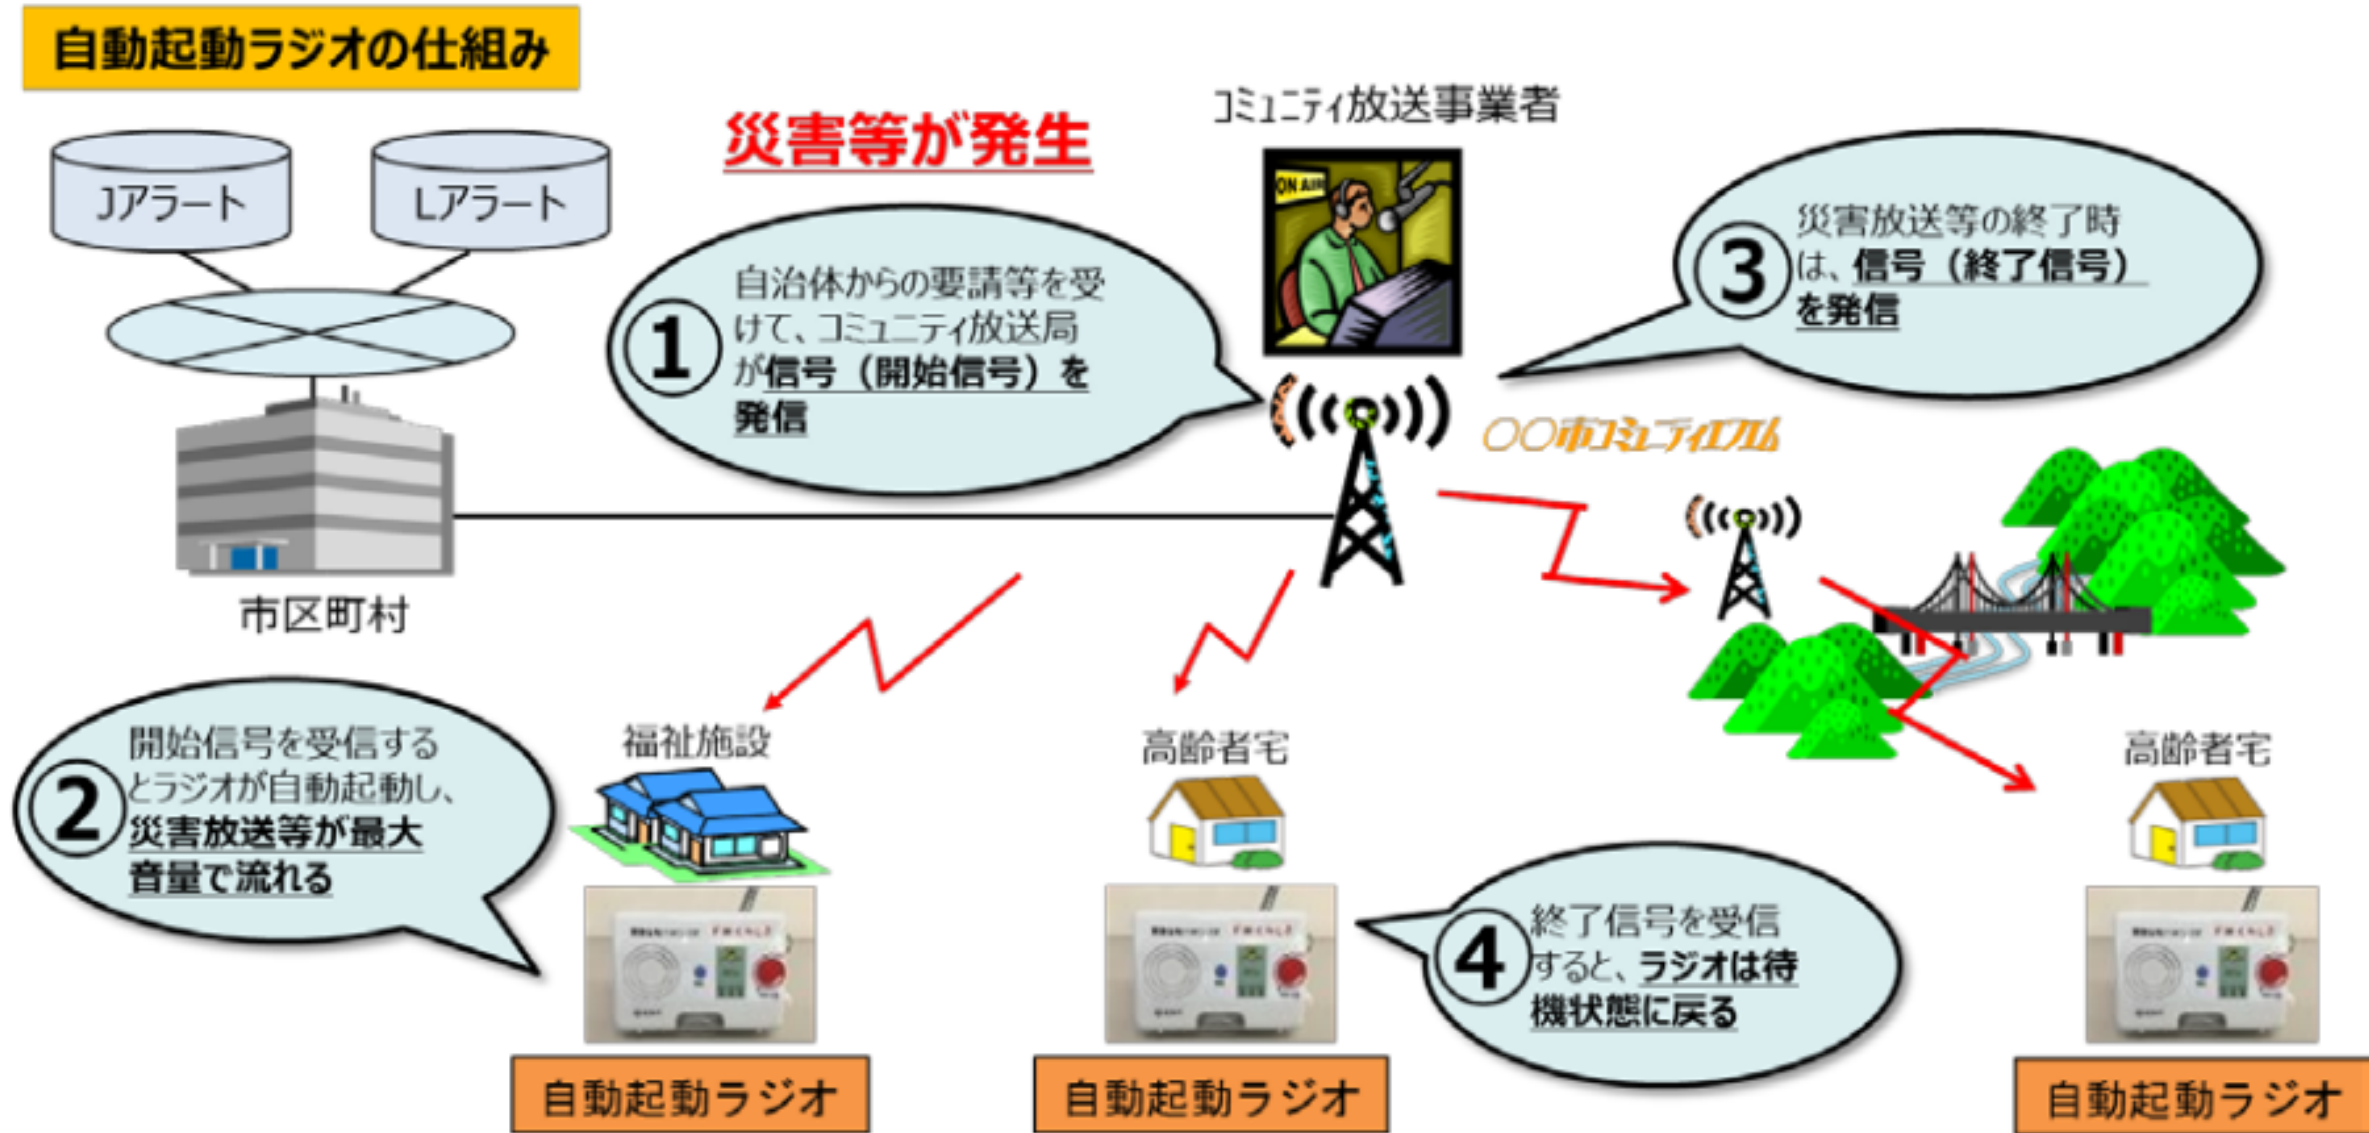 自動起動ラジオの仕組み
Jアラート
Lアラート
災害等が発生
コミュニティ放送事業者
ON AIR
市区町村
①
自治体からの要請等を受
けて、コミュニティ放送局
が信号（開始信号）を
発信
③
災害放送等の終了時
は、信号（終了信号）
を発信
〇〇市コミュニティエフエム
②
開始信号を受信する
とラジオが自動起動し、
災害放送等が最大
音量で流れる
福祉施設
高齢者宅
高齢者宅
④
終了信号を受信
すると、ラジオは待
機状態に戻る
自動起動ラジオ
自動起動ラジオ
自動起動ラジオ